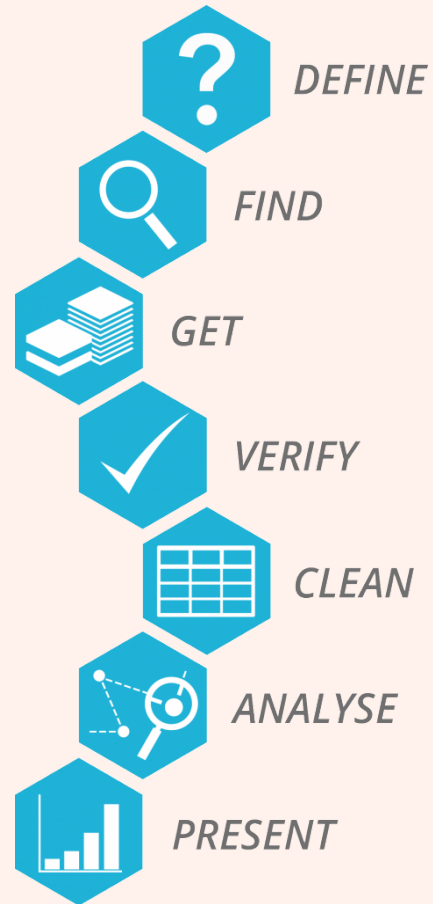 ?
DEFINE
FIND
GET
VERIFY
CLEAN
ANALYSE
PRESENT